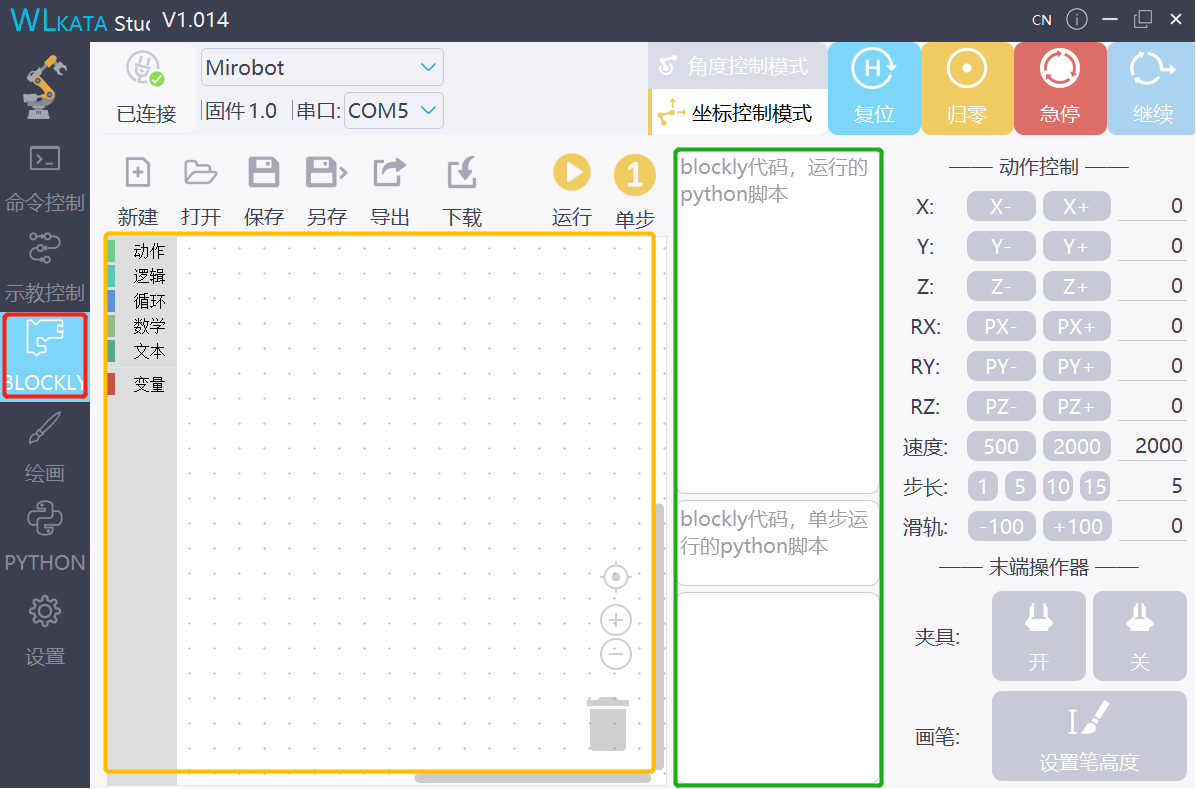 WLKATA Stuc V1.014
CN
已连接
Mirobot
固件 1.0
串口:
COM5
角度控制模式
坐标控制模式
H
复位
归零
急停
继续
命令控制
示教控制
BLOCKLY
绘画
PYTHON
设置
新建
打开
保存
另存
导出
下载
运行
1
单步
动作
逻辑
循环
数学
文本
变量
blockly代码，运行的
python脚本
blockly代码，单步运
行的python脚本
动作控制
X: X- X+ 0
Y: Y- Y+ 0
Z: Z- Z+ 0
RX: PX- PX+ 0
RY: PY- PY+ 0
RZ: PZ- PZ+ 0
速度: 500 2000 2000
步长: 1 5 10 15 5
滑轨: -100 +100 0
末端操作器
夹具:
开
关
画笔:
设置笔高度